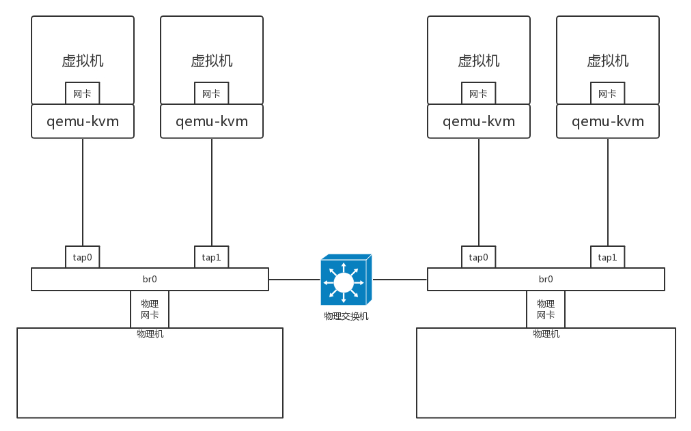 虚拟机
虚拟机
虚拟机
虚拟机
网卡
网卡
网卡
网卡
qemu-kvm
qemu-kvm
qemu-kvm
qemu-kvm
tap0
tap1
tap0
tap1
br0
br0
物理
网卡
物理交换机
物理
网卡
物理机
物理机